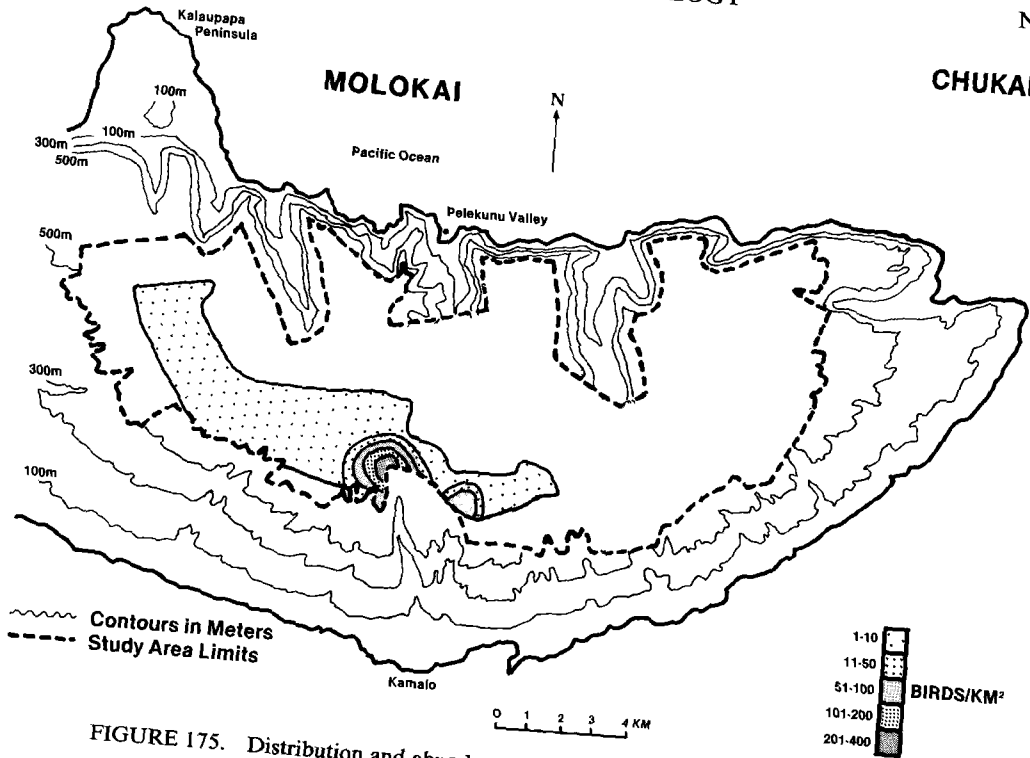 Kalaupapa
Peninsula
MOLOKAI
N
Pacific Ocean
Pelekunu Valley
100m
300m
100m
500m
500m
300m
100m
Contours in Meters
Study Area Limits
Kamalo
0 1 2 3 4 KM
1-10
11-50
51-100
101-200
201-400
BIRDS/KM²
FIGURE 175. Distribution and